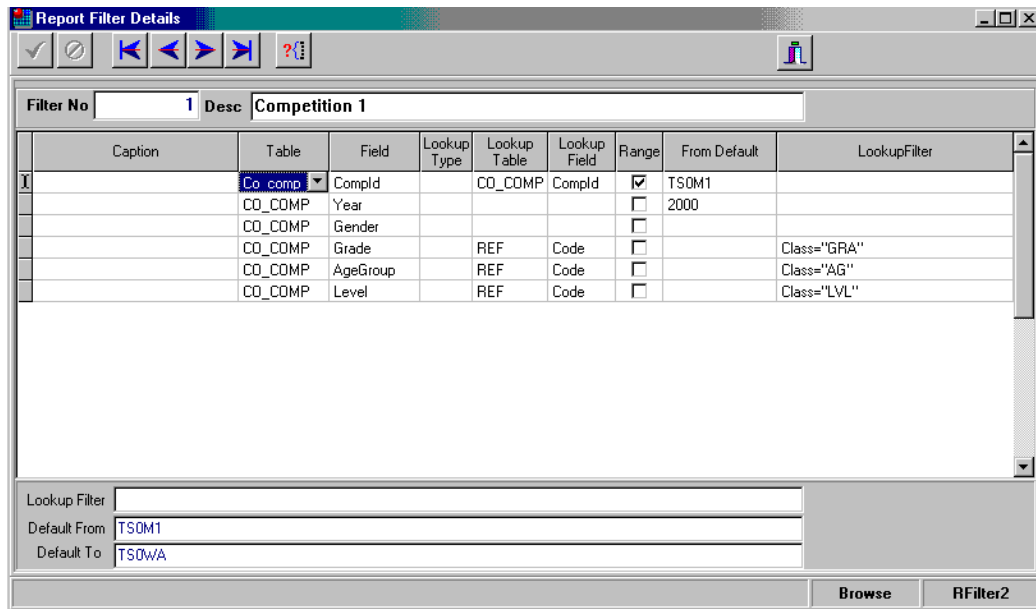 Report Filter Details
Filter No 1 Desc Competition 1
Caption Table Field Lookup Type Lookup Table Lookup Field Range From Default LookupFilter
Co_comp CompId CO_COMP CompId TS0M1
CO_COMP Year 2000
CO_COMP Gender
CO_COMP Grade REF Code Class="GRA"
CO_COMP AgeGroup REF Code Class="AG"
CO_COMP Level REF Code Class="LVL"
Lookup Filter
Default From TS0M1
Default To TS0WA
Browse RFilter2